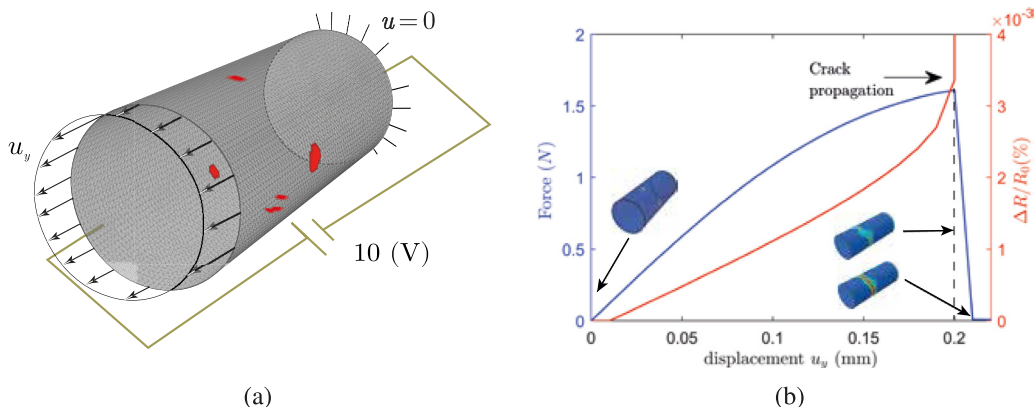 u = 0
u_y
10 (V)
(a)
×10⁻³
2
1.5
1
0.5
0
Force (N)
Crack
propagation
4
3
2
1
0
ΔR/R₀(%)
0
0.05
0.1
0.15
0.2
displacement u_y (mm)
(b)